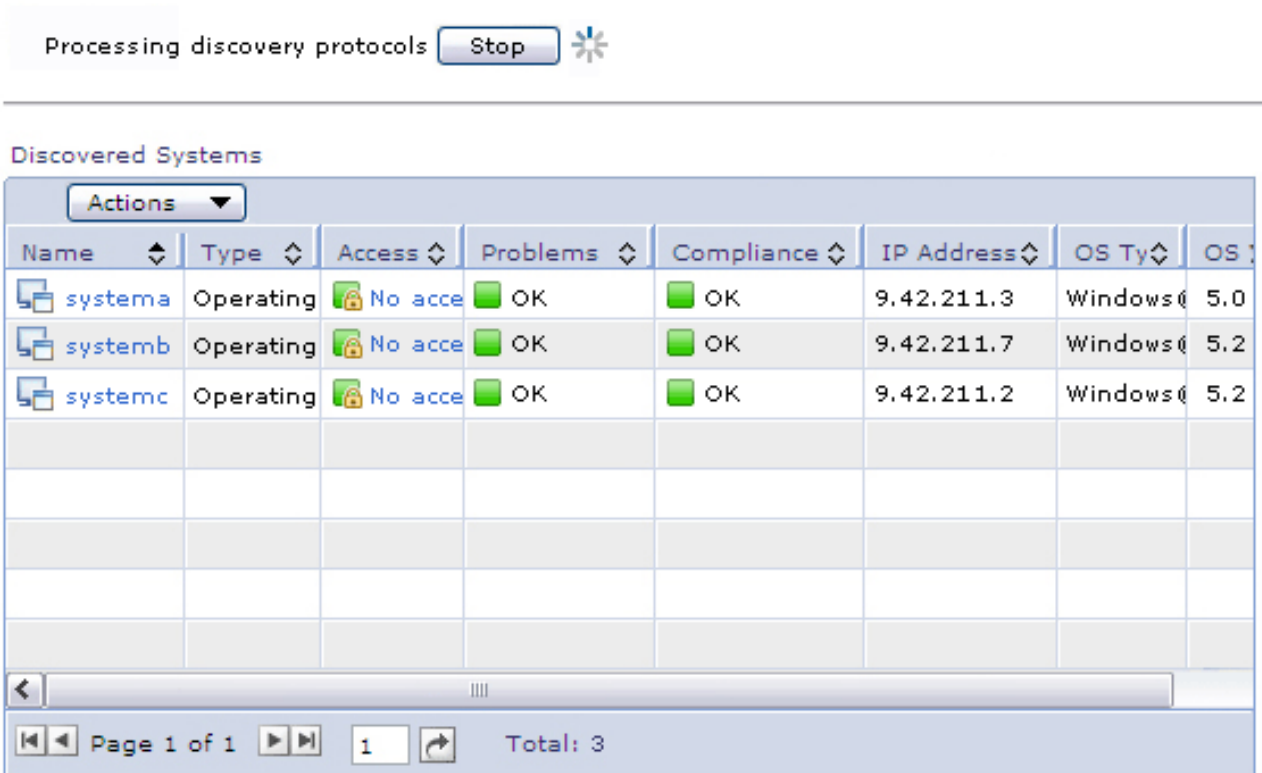 Processing discovery protocols Stop
Discovered Systems
Actions
Name Type Access Problems Compliance IP Address OS Ty OS
systema Operating No acce OK OK 9.42.211.3 Windows 5.0
systemb Operating No acce OK OK 9.42.211.7 Windows 5.2
systemc Operating No acce OK OK 9.42.211.2 Windows 5.2
Page 1 of 1 1 Total: 3